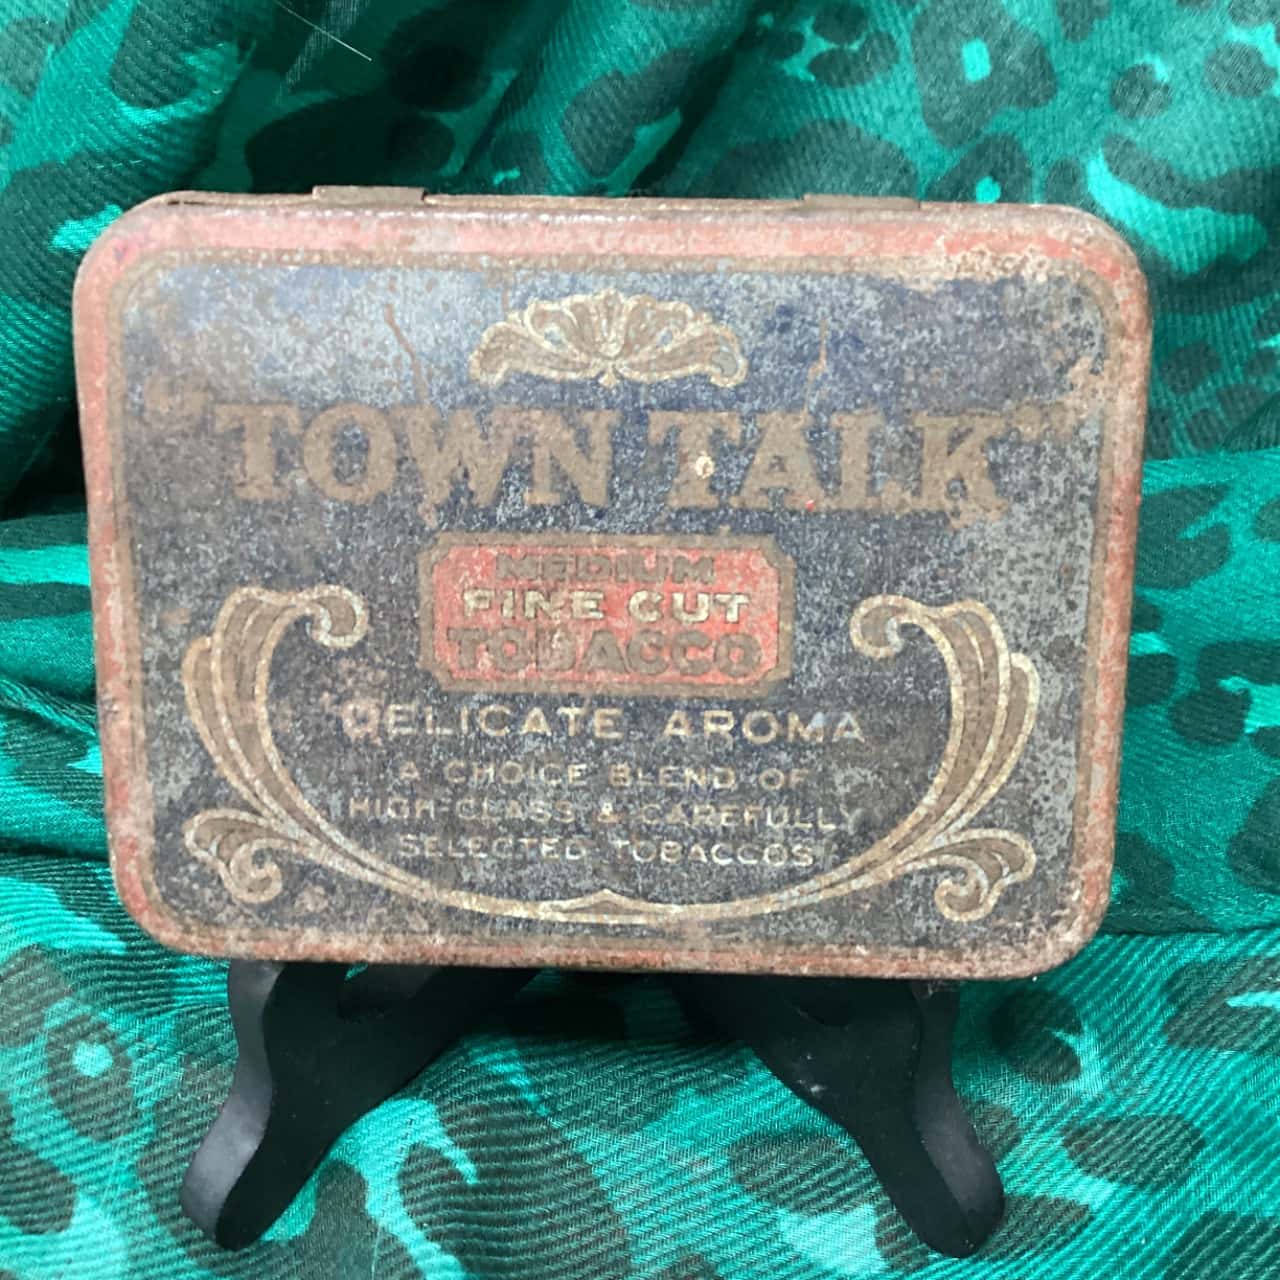 "TOWN TALK"
MEDIUM
FINE CUT
TOBACCO
DELICATE AROMA
A CHOICE BLEND OF
HIGH-CLASS & CAREFULLY
SELECTED TOBACCOS